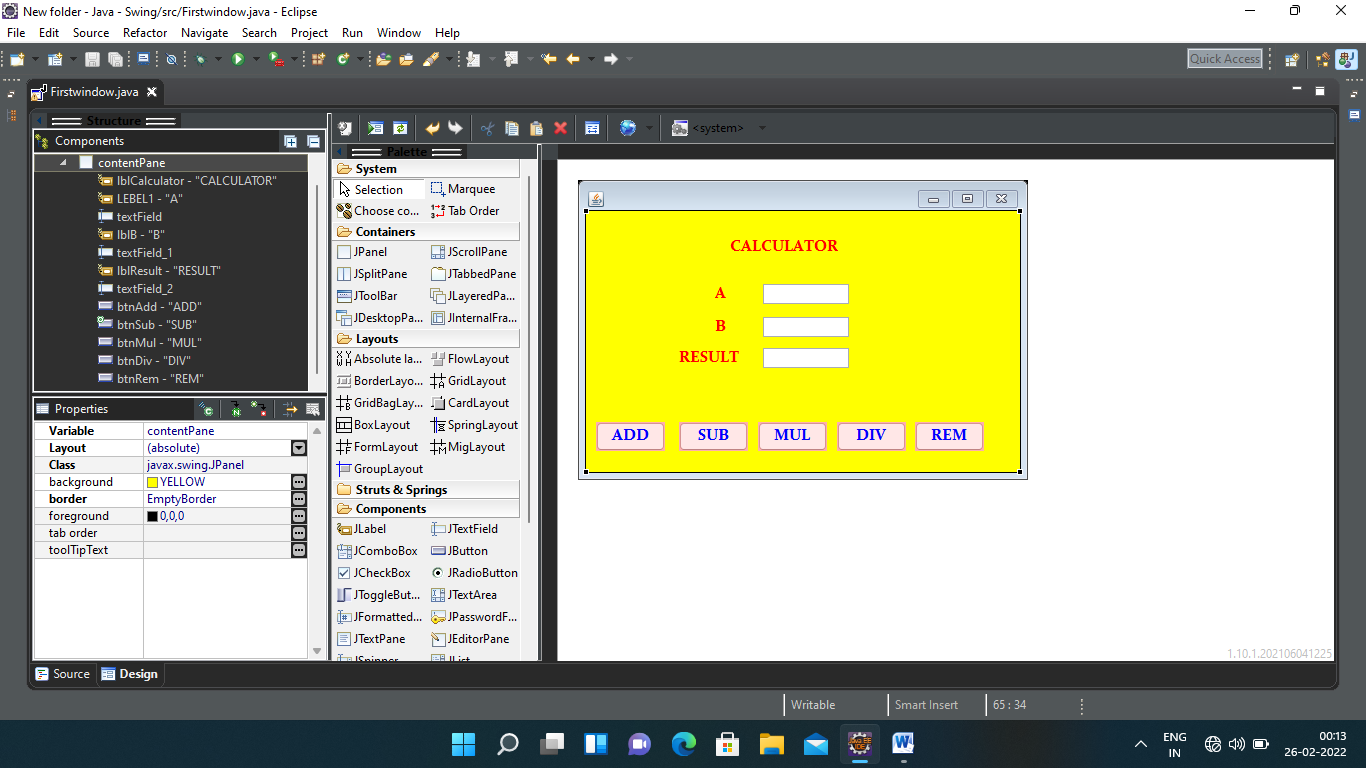 New folder - Java - Swing/src/Firstwindow.java - Eclipse
File Edit Source Refactor Navigate Search Project Run Window Help
Quick Access
Firstwindow.java
Structure
Components
contentPane
lblCalculator - "CALCULATOR"
LEBEL1 - "A"
textField
lblB - "B"
textField_1
lblResult - "RESULT"
textField_2
btnAdd - "ADD"
btnSub - "SUB"
btnMul - "MUL"
btnDiv - "DIV"
btnRem - "REM"
Properties
Variable contentPane
Layout (absolute)
Class javax.swing.JPanel
background YELLOW
border EmptyBorder
foreground 0,0,0
tab order
toolTipText
Source Design
<system>
Palette
System
Selection Marquee
Choose co... Tab Order
Containers
JPanel JScrollPane
JSplitPane JTabbedPane
JToolBar JLayeredPa...
JDesktopPa... JInternalFra...
Layouts
Absolute la... FlowLayout
BorderLayo... GridLayout
GridBagLay... CardLayout
BoxLayout SpringLayout
FormLayout MigLayout
GroupLayout
Struts & Springs
Components
JLabel JTextField
JComboBox JButton
JCheckBox JRadioButton
JToggleBut... JTextArea
JFormatted... JPasswordF...
JTextPane JEditorPane
JSpinner JList
CALCULATOR
A
B
RESULT
ADD SUB MUL DIV REM
1.10.1.202106041225
Writable Smart Insert 65 : 34
ENG
IN
00:13
26-02-2022